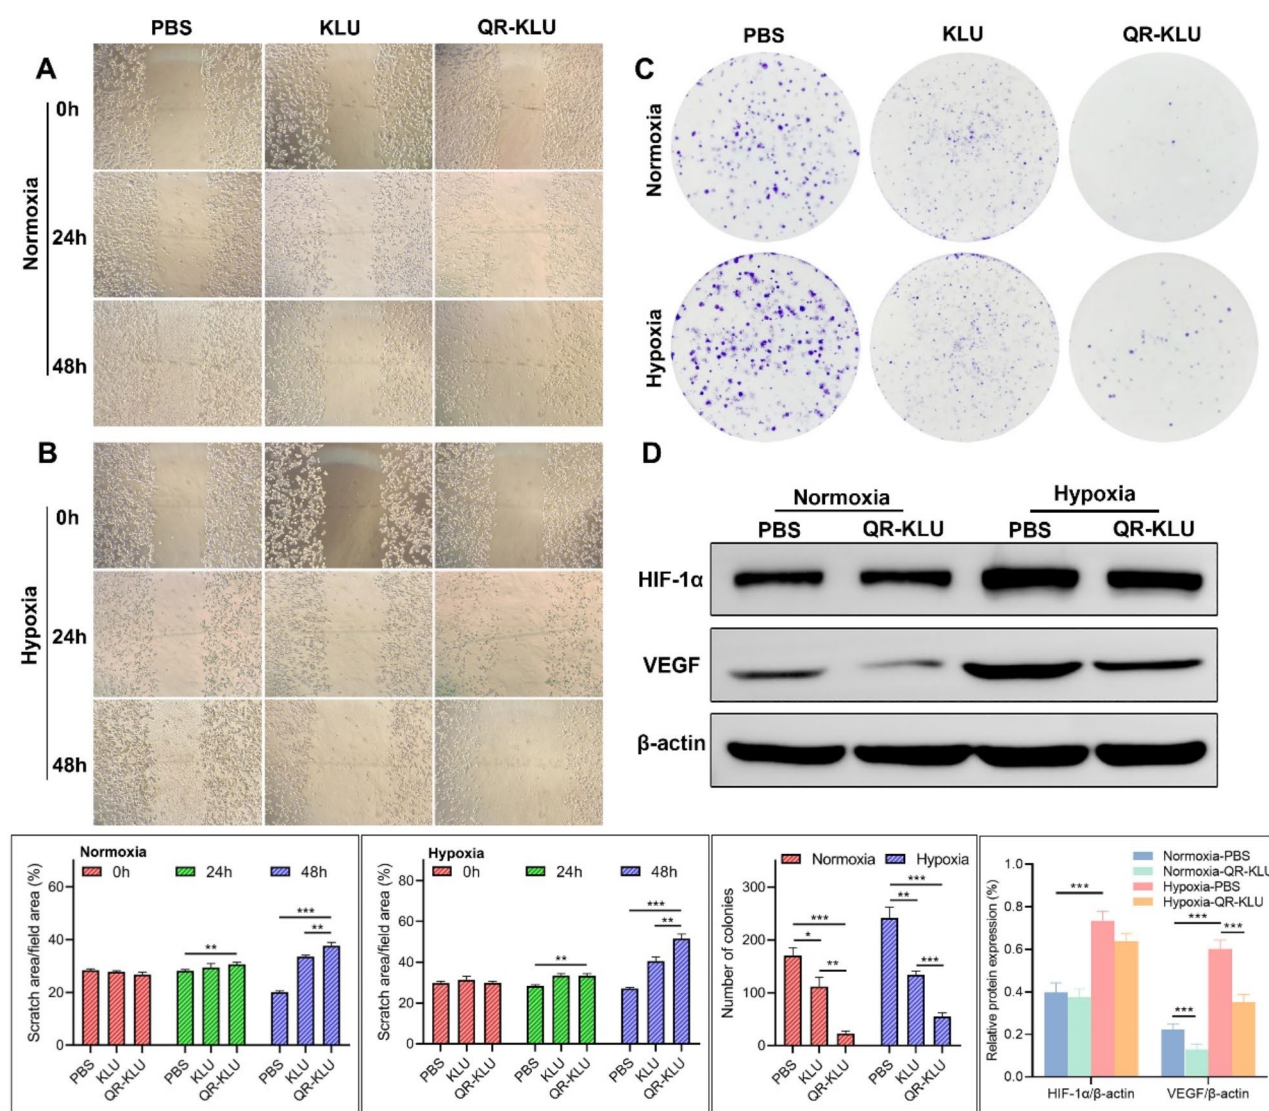 PBS KLU QR-KLU
A
0h
24h
48h
Normoxia
B
0h
24h
48h
Hypoxia
C
PBS KLU QR-KLU
Normoxia
Hypoxia
D
Normoxia Hypoxia
PBS QR-KLU PBS QR-KLU
HIF-1α
VEGF
β-actin
Normoxia
0h 24h 48h
Scratch area/field area (%)
60
40
20
0
**
***
**
PBS KLU QR-KLU PBS KLU QR-KLU PBS KLU QR-KLU
Hypoxia
0h 24h 48h
Scratch area/field area (%)
80
60
40
20
0
**
***
**
PBS KLU QR-KLU PBS KLU QR-KLU PBS KLU QR-KLU
Normoxia Hypoxia
Number of colonies
300
200
100
0
***
*
**
***
**
***
PBS KLU QR-KLU PBS KLU QR-KLU
Normoxia-PBS
Normoxia-QR-KLU
Hypoxia-PBS
Hypoxia-QR-KLU
Relative protein expression (%)
1.0
0.8
0.6
0.4
0.2
0.0
***
***
***
***
HIF-1α/β-actin VEGF/β-actin